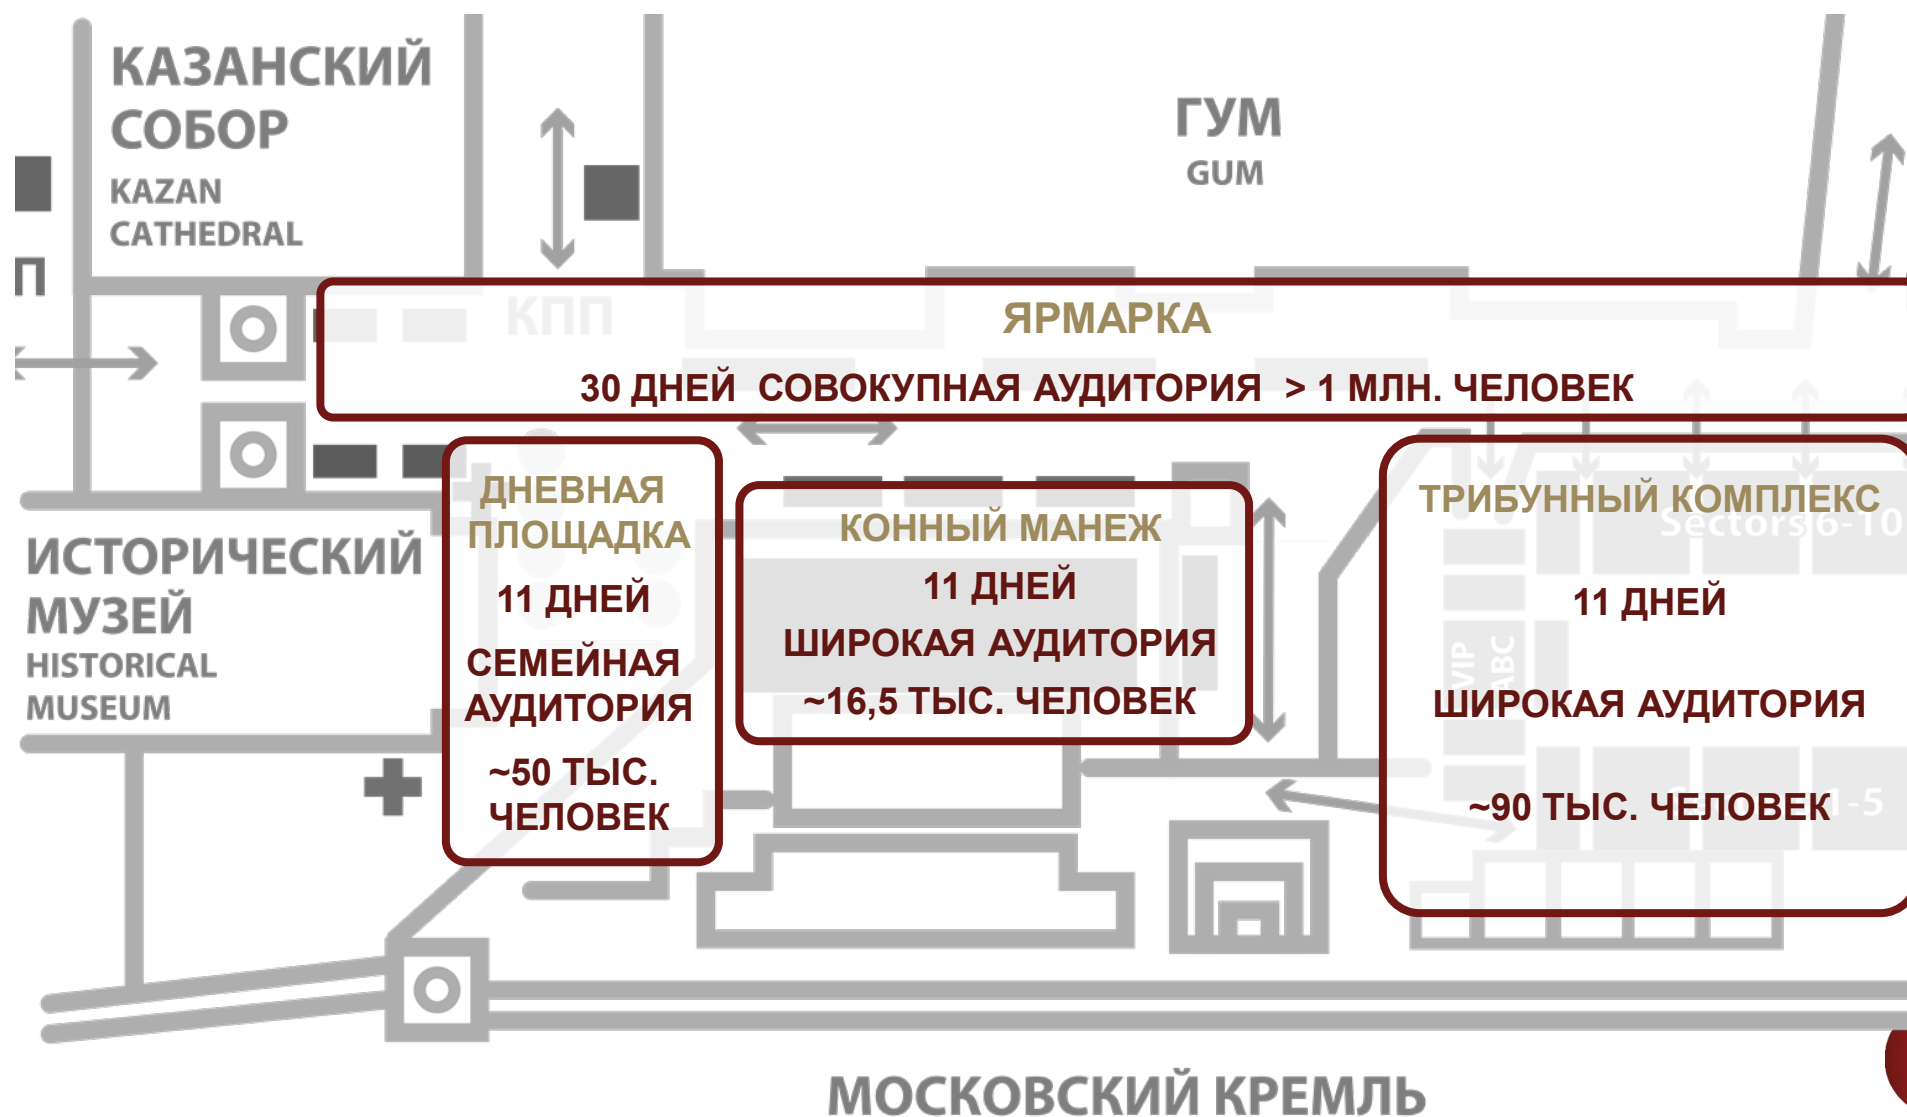 КАЗАНСКИЙ
СОБОР
KAZAN
CATHEDRAL
ГУМ
GUM
П
КПП
ЯРМАРКА
30 ДНЕЙ СОВОКУПНАЯ АУДИТОРИЯ > 1 МЛН. ЧЕЛОВЕК
ИСТОРИЧЕСКИЙ
МУЗЕЙ
HISTORICAL
MUSEUM
ДНЕВНАЯ
ПЛОЩАДКА
11 ДНЕЙ
СЕМЕЙНАЯ
АУДИТОРИЯ
~50 ТЫС.
ЧЕЛОВЕК
КОННЫЙ МАНЕЖ
11 ДНЕЙ
ШИРОКАЯ АУДИТОРИЯ
~16,5 ТЫС. ЧЕЛОВЕК
ТРИБУННЫЙ КОМПЛЕКС
Sectors 6-10
11 ДНЕЙ
VIP
ABC
ШИРОКАЯ АУДИТОРИЯ
~90 ТЫС. ЧЕЛОВЕК
1-5
МОСКОВСКИЙ КРЕМЛЬ